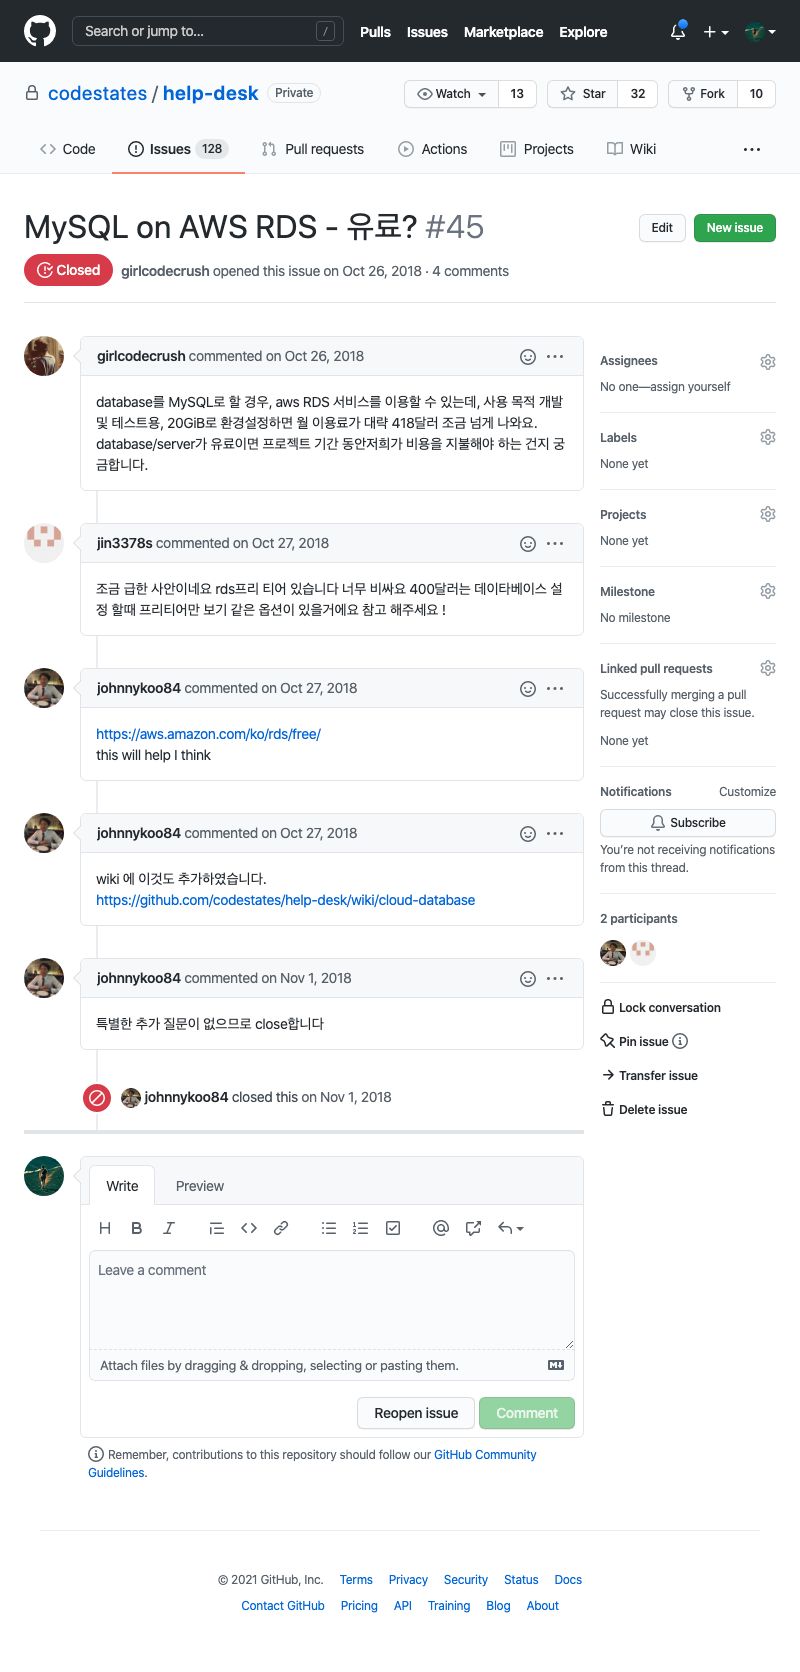 Search or jump to... /
Pulls Issues Marketplace Explore
codestates / help-desk Private
Watch 13 Star 32 Fork 10
Code Issues 128 Pull requests Actions Projects Wiki
MySQL on AWS RDS - 유료? #45
Edit New issue
Closed girlcodecrush opened this issue on Oct 26, 2018 · 4 comments
girlcodecrush commented on Oct 26, 2018
database를 MySQL로 할 경우, aws RDS 서비스를 이용할 수 있는데, 사용 목적 개발
및 테스트용, 20GiB로 환경설정하면 월 이용료가 대략 418달러 조금 넘게 나와요.
database/server가 유료이면 프로젝트 기간 동안저희가 비용을 지불해야 하는 건지 궁
금합니다.
jin3378s commented on Oct 27, 2018
조금 급한 사안이네요 rds프리 티어 있습니다 너무 비싸요 400달러는 데이타베이스 설
정 할때 프리티어만 보기 같은 옵션이 있을거에요 참고 해주세요 !
johnnykoo84 commented on Oct 27, 2018
https://aws.amazon.com/ko/rds/free/
this will help I think
johnnykoo84 commented on Oct 27, 2018
wiki 에 이것도 추가하였습니다.
https://github.com/codestates/help-desk/wiki/cloud-database
johnnykoo84 commented on Nov 1, 2018
특별한 추가 질문이 없으므로 close합니다
johnnykoo84 closed this on Nov 1, 2018
Assignees
No one—assign yourself
Labels
None yet
Projects
None yet
Milestone
No milestone
Linked pull requests
Successfully merging a pull
request may close this issue.
None yet
Notifications Customize
Subscribe
You're not receiving notifications
from this thread.
2 participants
Lock conversation
Pin issue
Transfer issue
Delete issue
Write Preview
H B I @
Leave a comment
Attach files by dragging & dropping, selecting or pasting them.
Reopen issue Comment
Remember, contributions to this repository should follow our GitHub Community
Guidelines.
© 2021 GitHub, Inc. Terms Privacy Security Status Docs
Contact GitHub Pricing API Training Blog About